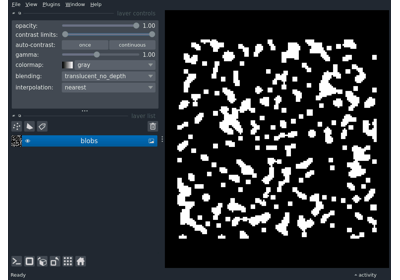 File View Plugins Window Help
layer controls
opacity: 1.00
contrast limits:
auto-contrast: once continuous
gamma: 1.00
colormap: gray
blending: translucent_no_depth
interpolation: nearest
layer list
blobs
Ready activity